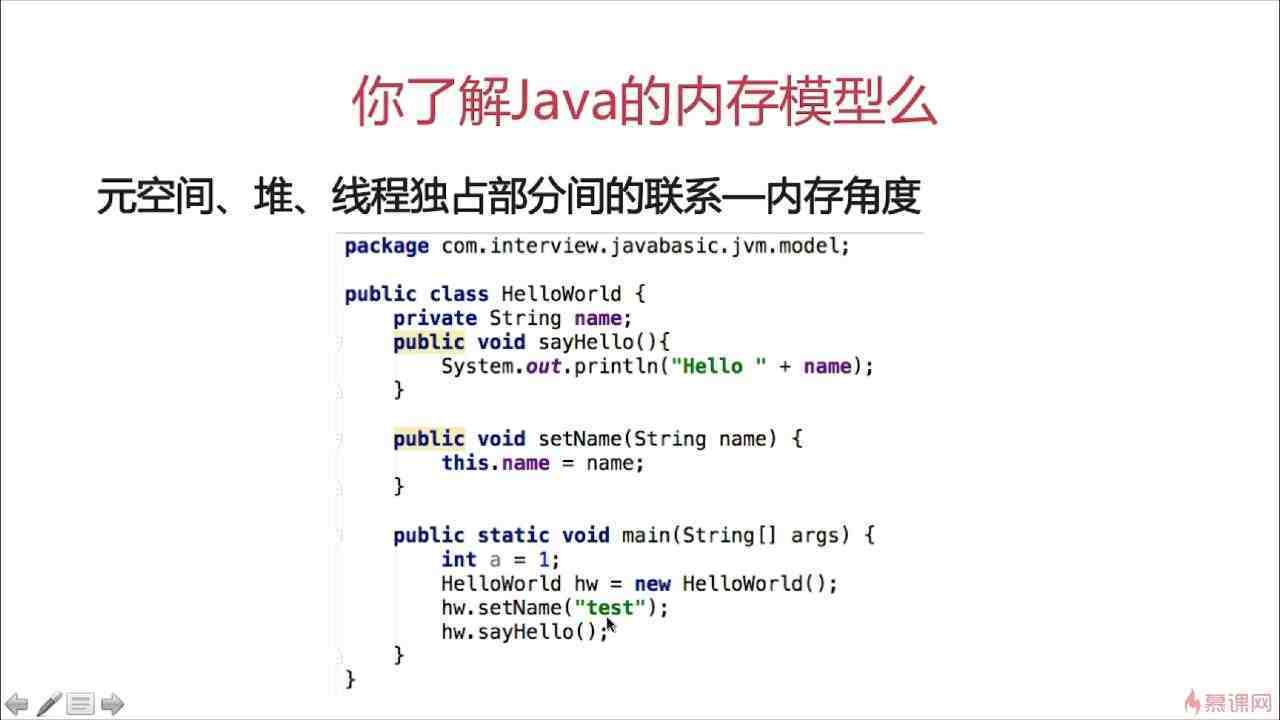 你了解Java的内存模型么
元空间、堆、线程独占部分间的联系—内存角度
package com.interview.javabasic.jvm.model;
public class HelloWorld {
private String name;
public void sayHello(){
System.out.println("Hello " + name);
}
public void setName(String name) {
this.name = name;
}
public static void main(String[] args) {
int a = 1;
HelloWorld hw = new HelloWorld();
hw.setName("test");
hw.sayHello();
}
}
慕课网